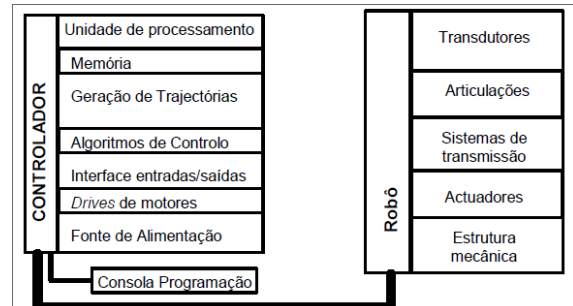 CONTROLADOR
Unidade de processamento
Memória
Geração de Trajectórias
Algoritmos de Controlo
Interface entradas/saídas
Drives de motores
Fonte de Alimentação
Consola Programação
Robô
Transdutores
Articulações
Sistemas de
transmissão
Actuadores
Estrutura
mecânica